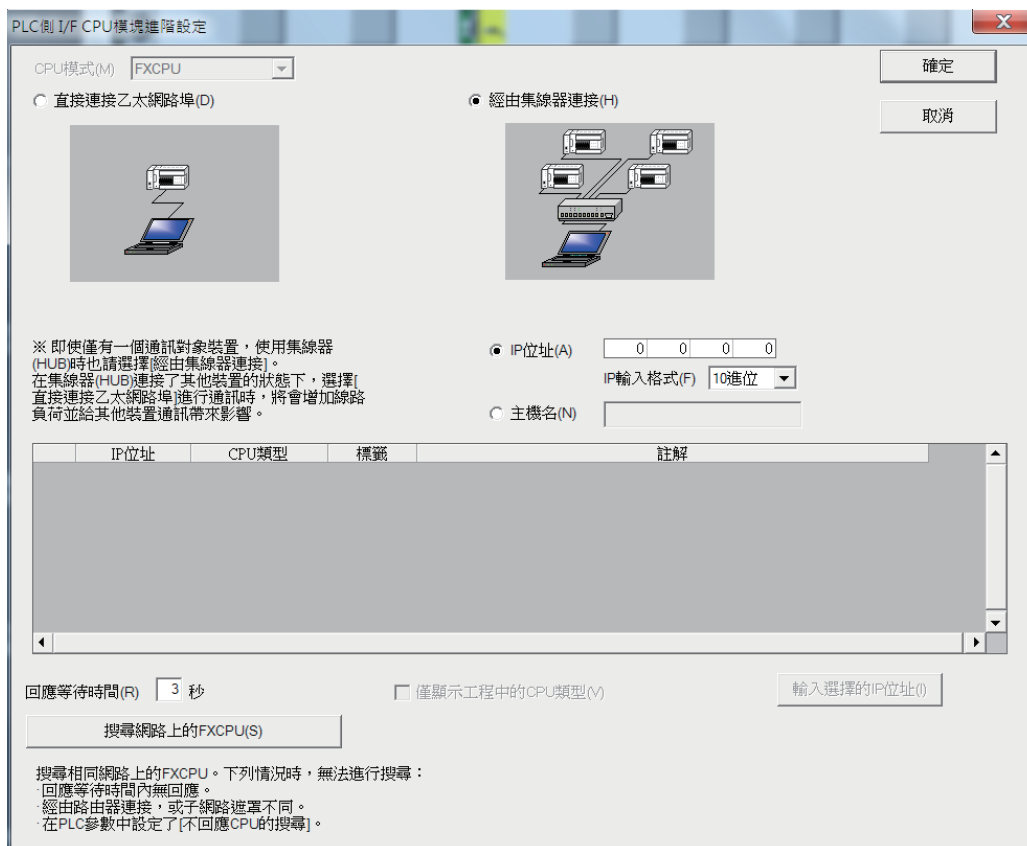 PLC側 I/F CPU模塊進階設定
CPU模式(M) FXCPU
確定
直接連接乙太網路埠(D)
經由集線器連接(H)
取消
※ 即使僅有一個通訊對象裝置，使用集線器
(HUB)時也請選擇[經由集線器連接]。
在集線器(HUB)連接了其他裝置的狀態下，選擇[
直接連接乙太網路埠]進行通訊時，將會增加線路
負荷並給其他裝置通訊帶來影響。
IP位址(A) 0 0 0 0
IP輸入格式(F) 10進位
主機名(N)
IP位址 CPU類型 標籤 註解
回應等待時間(R) 3 秒
僅顯示工程中的CPU類型(V)
輸入選擇的IP位址(I)
搜尋網路上的FXCPU(S)
搜尋相同網路上的FXCPU。下列情況時，無法進行搜尋：
·回應等待時間內無回應。
·經由路由器連接，或子網路遮罩不同。
·在PLC參數中設定了[不回應CPU的搜尋]。